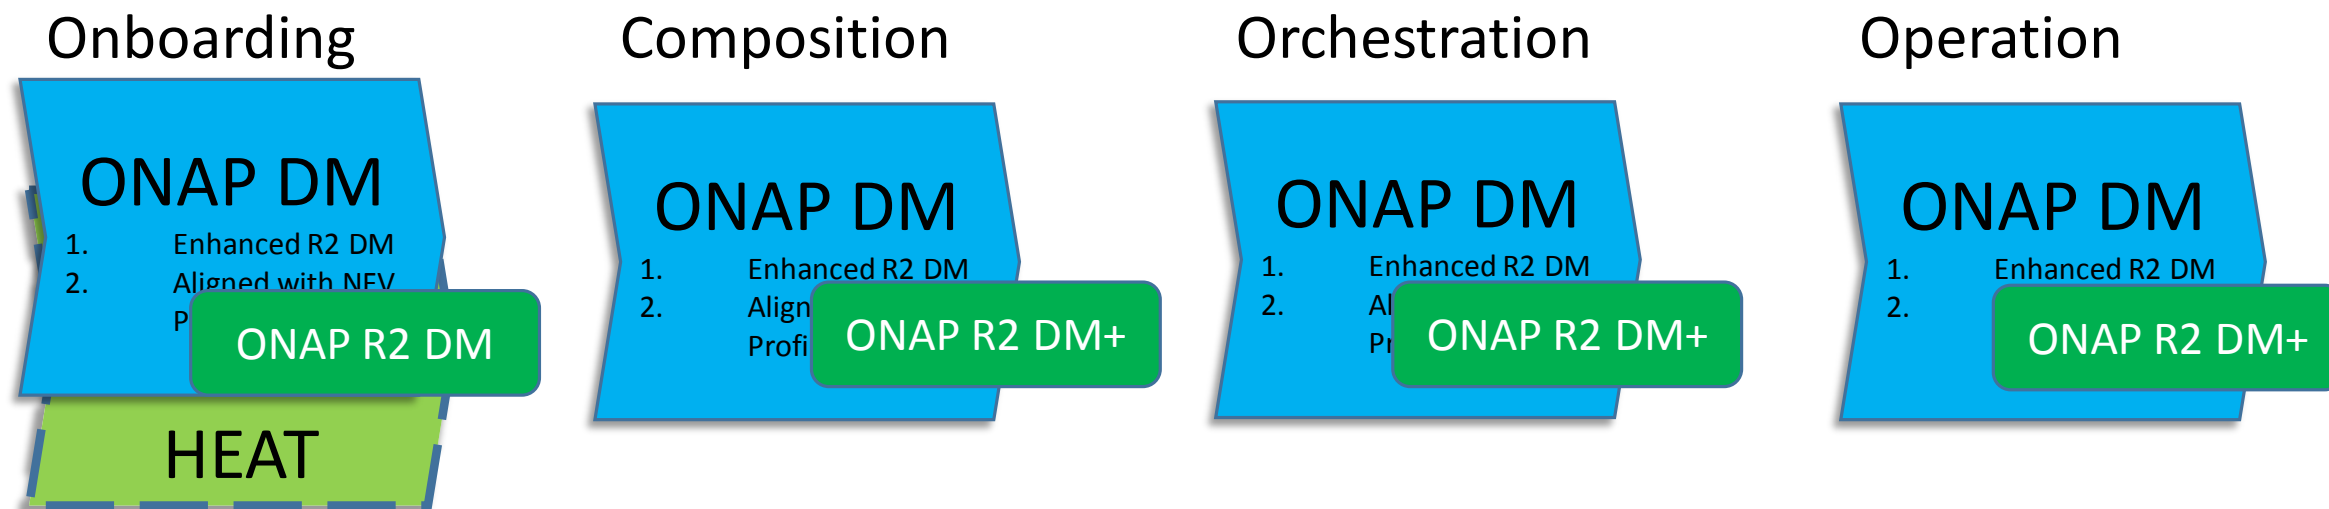 Onboarding
Composition
Orchestration
Operation
ONAP DM
1. Enhanced R2 DM
2. Aligned with NFV
ONAP R2 DM
HEAT
ONAP DM
1. Enhanced R2 DM
2.
ONAP R2 DM+
ONAP DM
1. Enhanced R2 DM
2.
ONAP R2 DM+
ONAP DM
1. Enhanced R2 DM
2.
ONAP R2 DM+